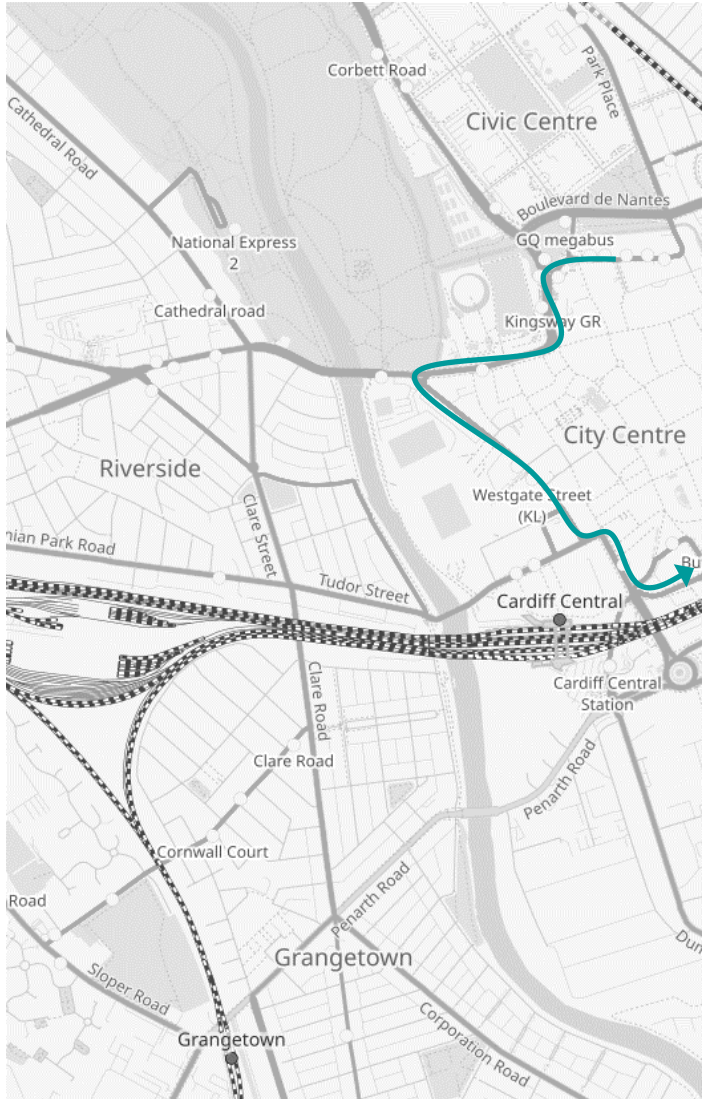 Corbett Road
Park Place
Civic Centre
Cathedral Road
Boulevard de Nantes
National Express
2
GQ megabus
Cathedral road
Kingsway GR
City Centre
Riverside
Westgate Street
(KL)
Clare Street
nian Park Road
Tudor Street
Bu
Cardiff Central
Cardiff Central
Station
Clare Road
Clare Road
Penarth Road
Cornwall Court
Road
Penarth Road
Grangetown
Dum
Sloper Road
Corporation Road
Grangetown